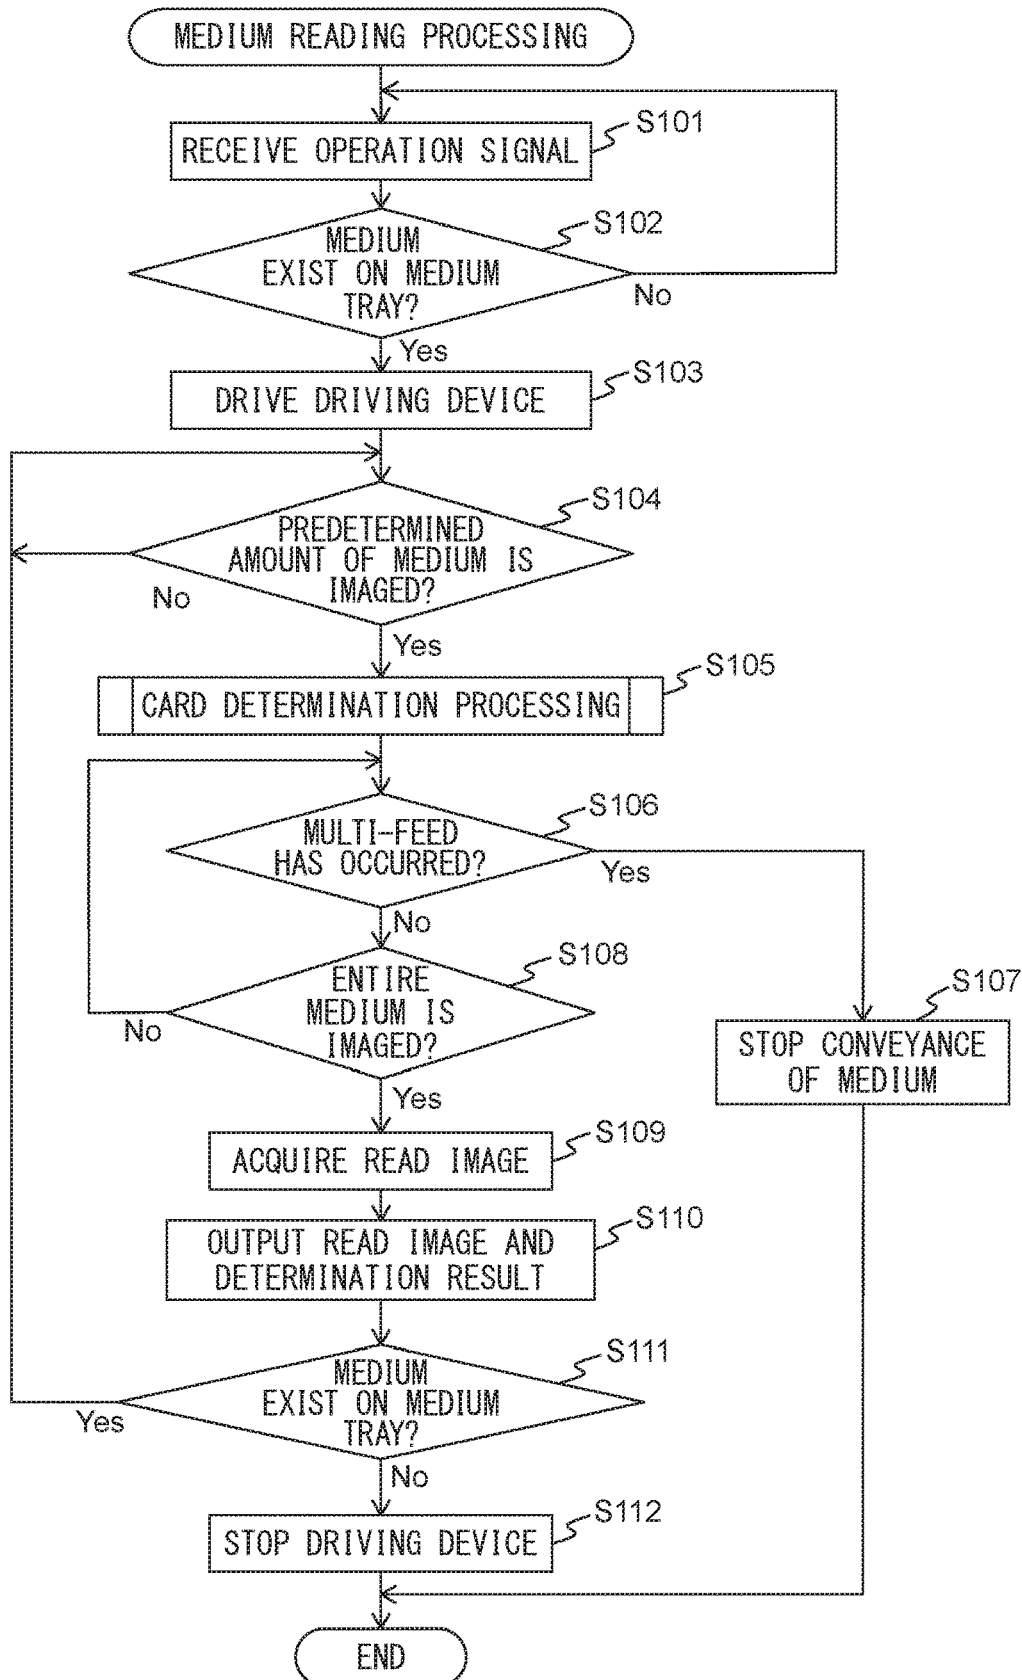 MEDIUM READING PROCESSING
S101
RECEIVE OPERATION SIGNAL
S102
MEDIUM
EXIST ON MEDIUM
TRAY?
No
Yes
S103
DRIVE DRIVING DEVICE
S104
PREDETERMINED
AMOUNT OF MEDIUM IS
IMAGED?
No
Yes
S105
CARD DETERMINATION PROCESSING
S106
MULTI-FEED
HAS OCCURRED?
Yes
No
S108
ENTIRE
MEDIUM IS
IMAGED?
No
Yes
S107
STOP CONVEYANCE
OF MEDIUM
S109
ACQUIRE READ IMAGE
S110
OUTPUT READ IMAGE AND
DETERMINATION RESULT
S111
MEDIUM
EXIST ON MEDIUM
TRAY?
Yes
No
S112
STOP DRIVING DEVICE
END